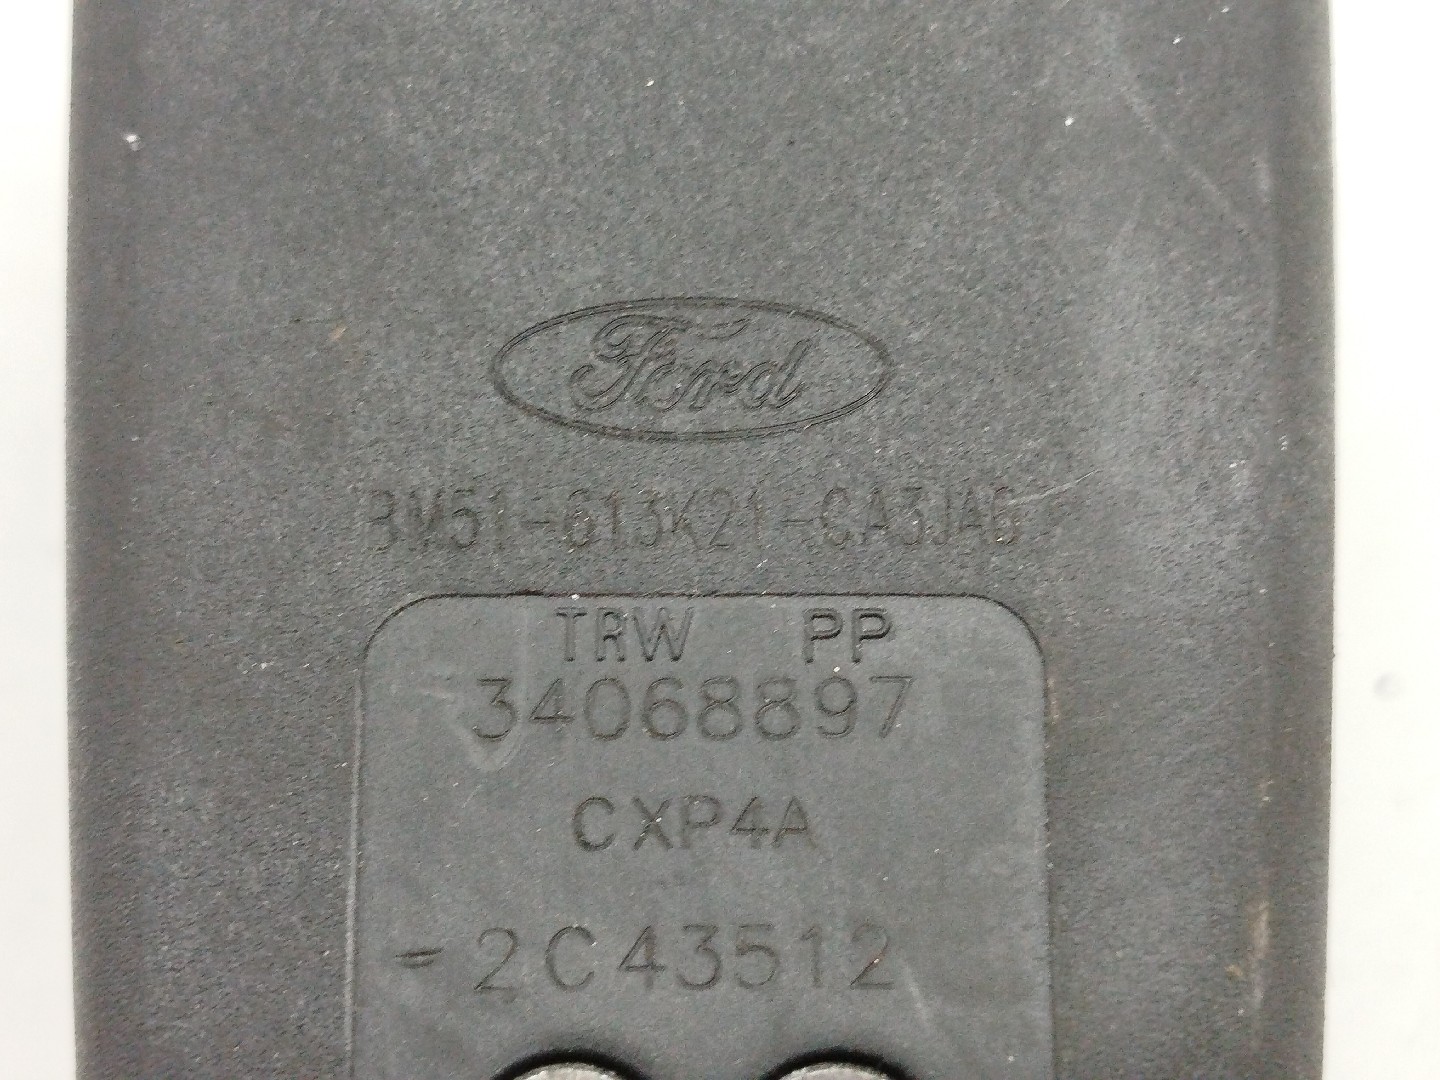 Ford
BM51-613K21-CA3JA6
TRW PP
34068897
CXP4A
=2C43512